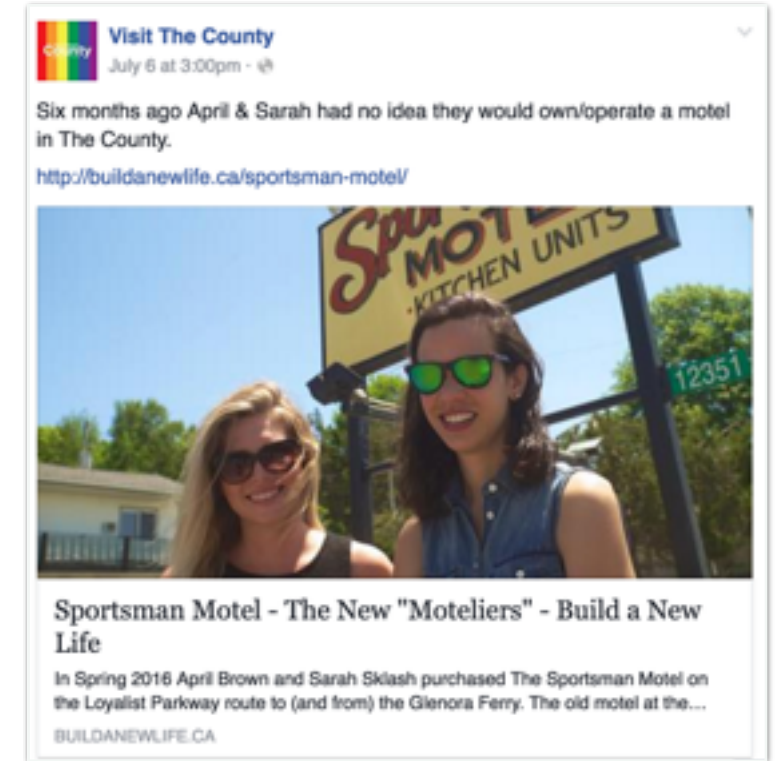 County
Visit The County
July 6 at 3:00pm ·
Six months ago April & Sarah had no idea they would own/operate a motel
in The County.
http://buildanewlife.ca/sportsman-motel/
MOTE
·KITCHEN UNITS
12351
Sportsman Motel - The New "Moteliers" - Build a New
Life
In Spring 2016 April Brown and Sarah Sklash purchased The Sportsman Motel on
the Loyalist Parkway route to (and from) the Glenora Ferry. The old motel at the...
BUILDANEWLIFE.CA